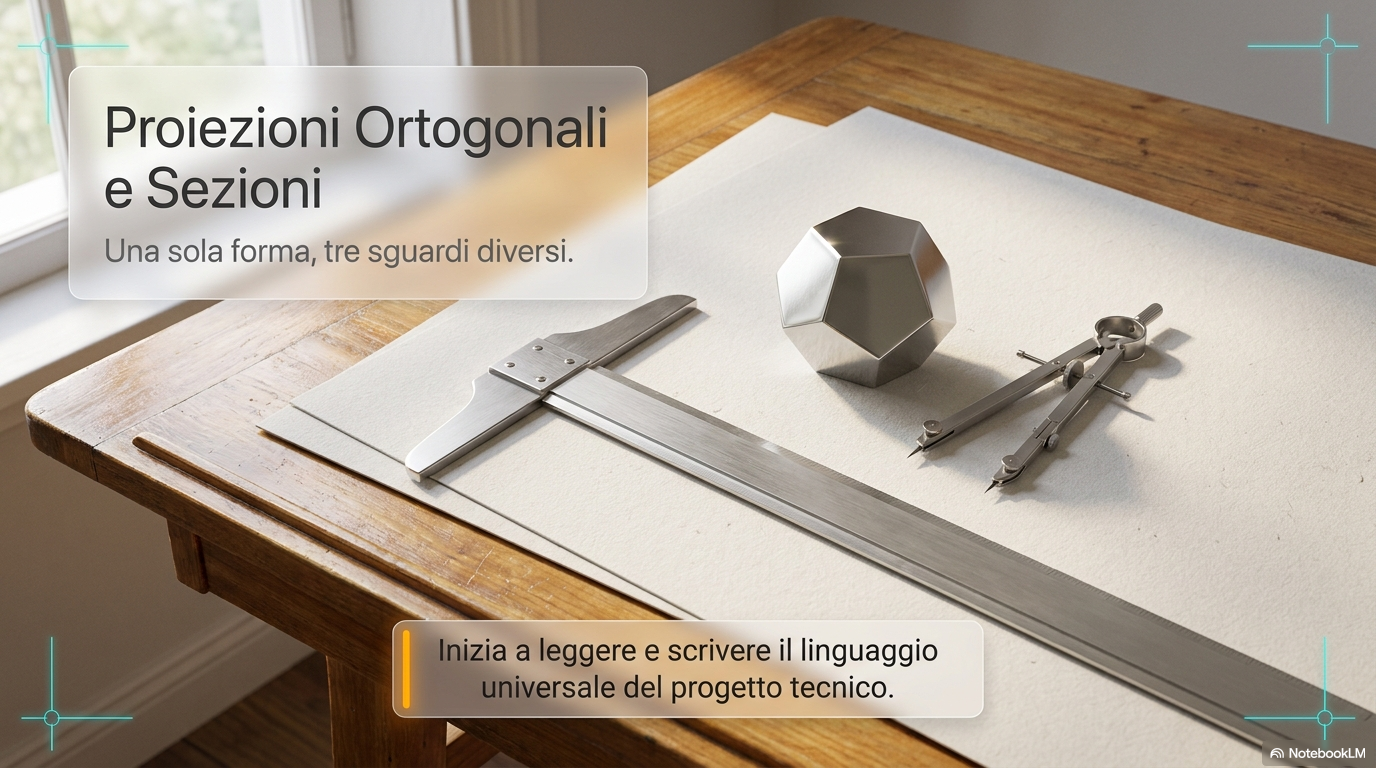 Proiezioni Ortogonali
e Sezioni
Una sola forma, tre sguardi diversi.
Inizia a leggere e scrivere il linguaggio
universale del progetto tecnico.
NotebookLM